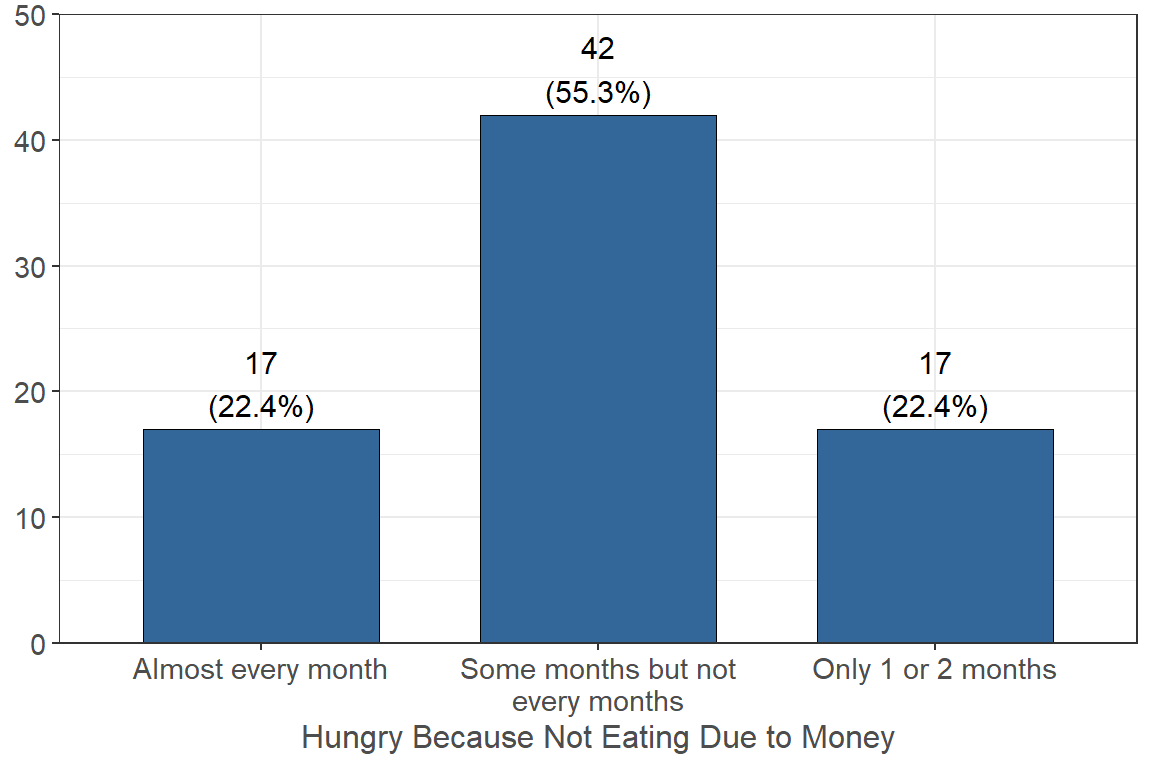 50
40
30
20
10
0
17
(22.4%)
42
(55.3%)
17
(22.4%)
Almost every month
Some months but not
every months
Only 1 or 2 months
Hungry Because Not Eating Due to Money